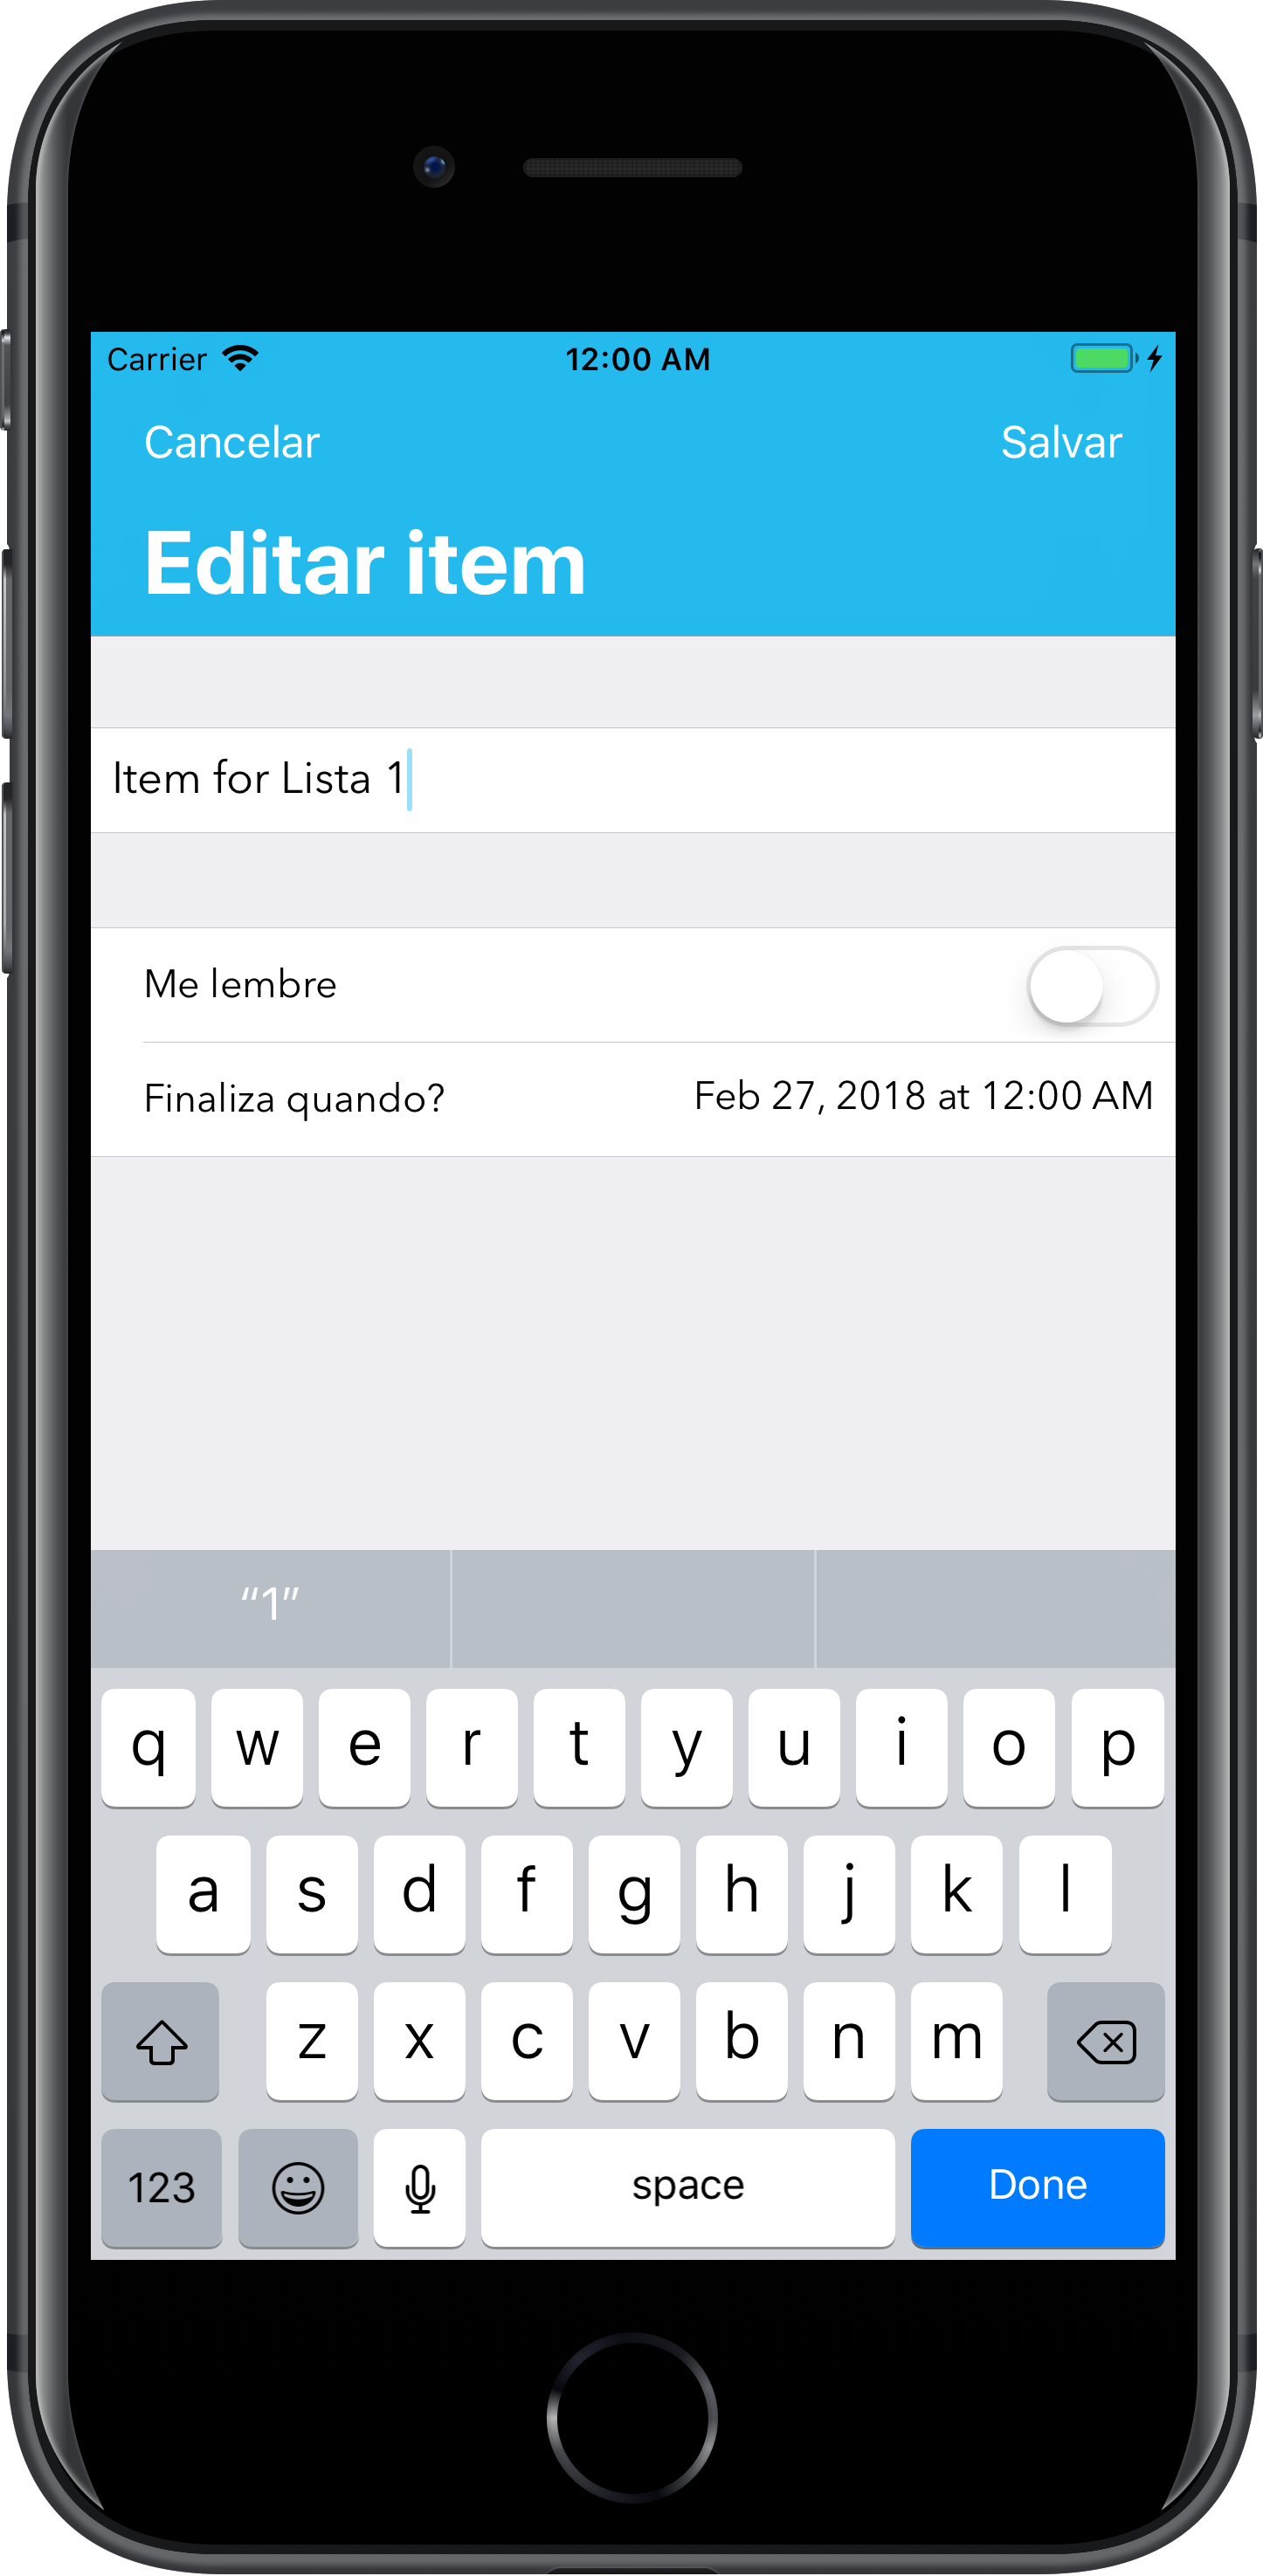 Carrier 12:00 AM
Cancelar Salvar
Editar item
Item for Lista 1
Me lembre
Finaliza quando? Feb 27, 2018 at 12:00 AM
“1”
q w e r t y u i o p
a s d f g h j k l
z x c v b n m
123 space Done